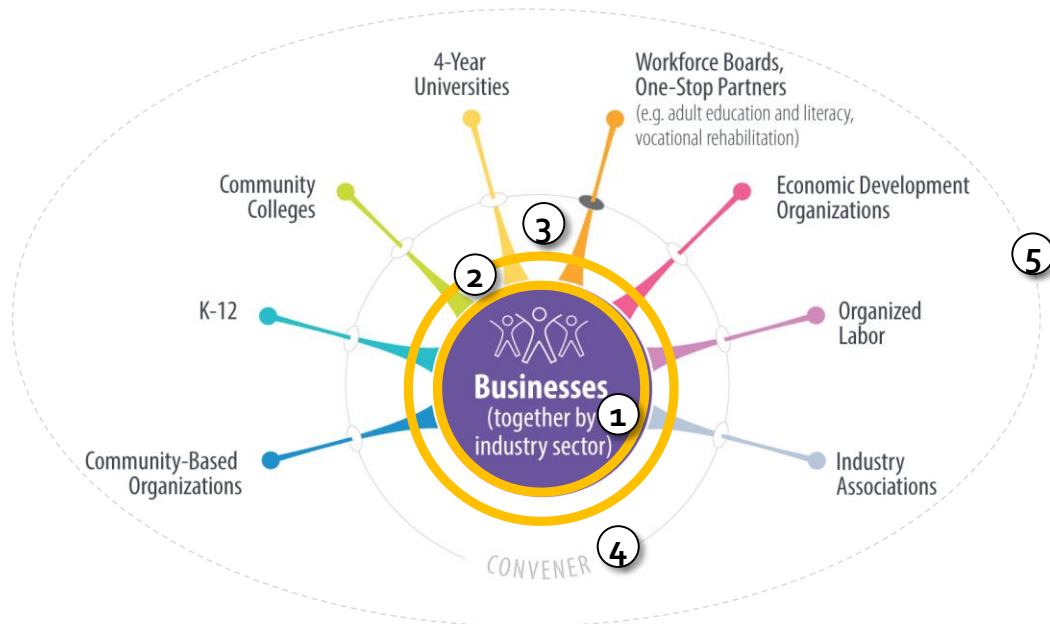 4-Year
Universities
Workforce Boards,
One-Stop Partners
(e.g. adult education and literacy,
vocational rehabilitation)
Community
Colleges
Economic Development
Organizations
3
5
2
K-12
Organized
Labor
Businesses
(together by
industry sector)
1
Community-Based
Organizations
Industry
Associations
4
CONVENER